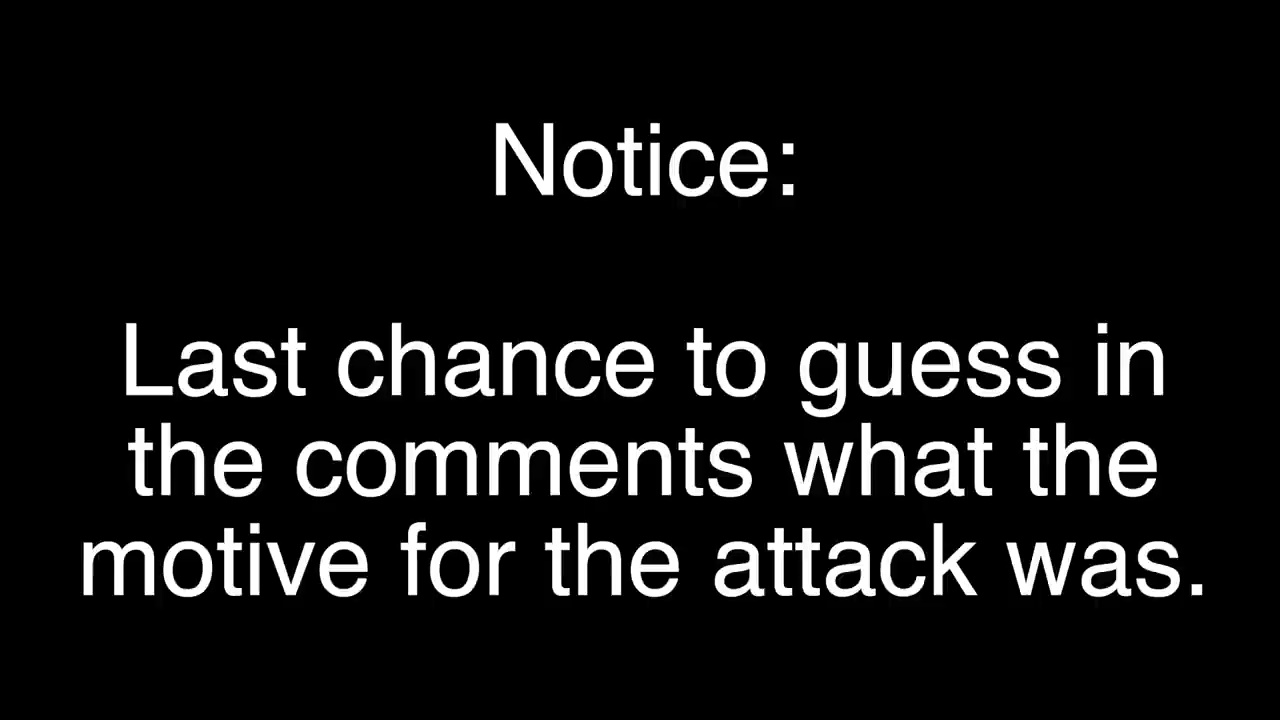 Notice:
Last chance to guess in
the comments what the
motive for the attack was.